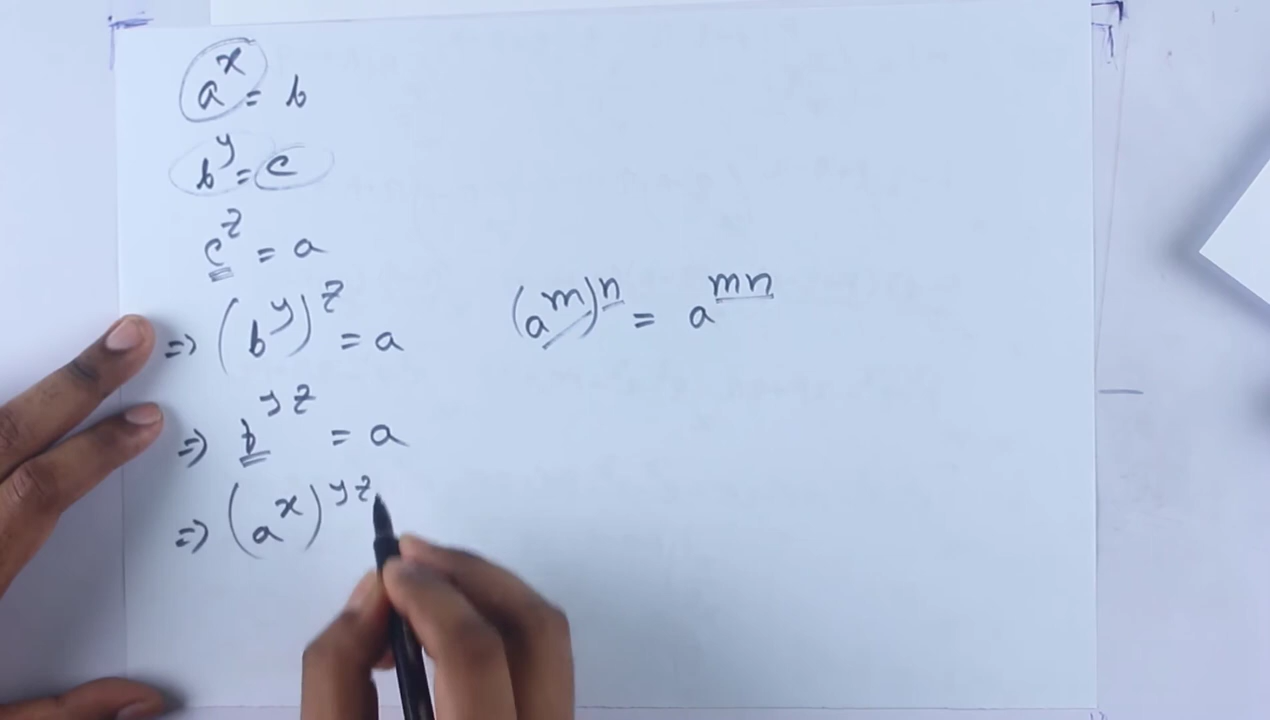 a^x = b
b^y = c
c^z = a
=> (b^y)^z = a
(a^m)^n = a^mn
=> b^yz = a
=> (a^x)^yz